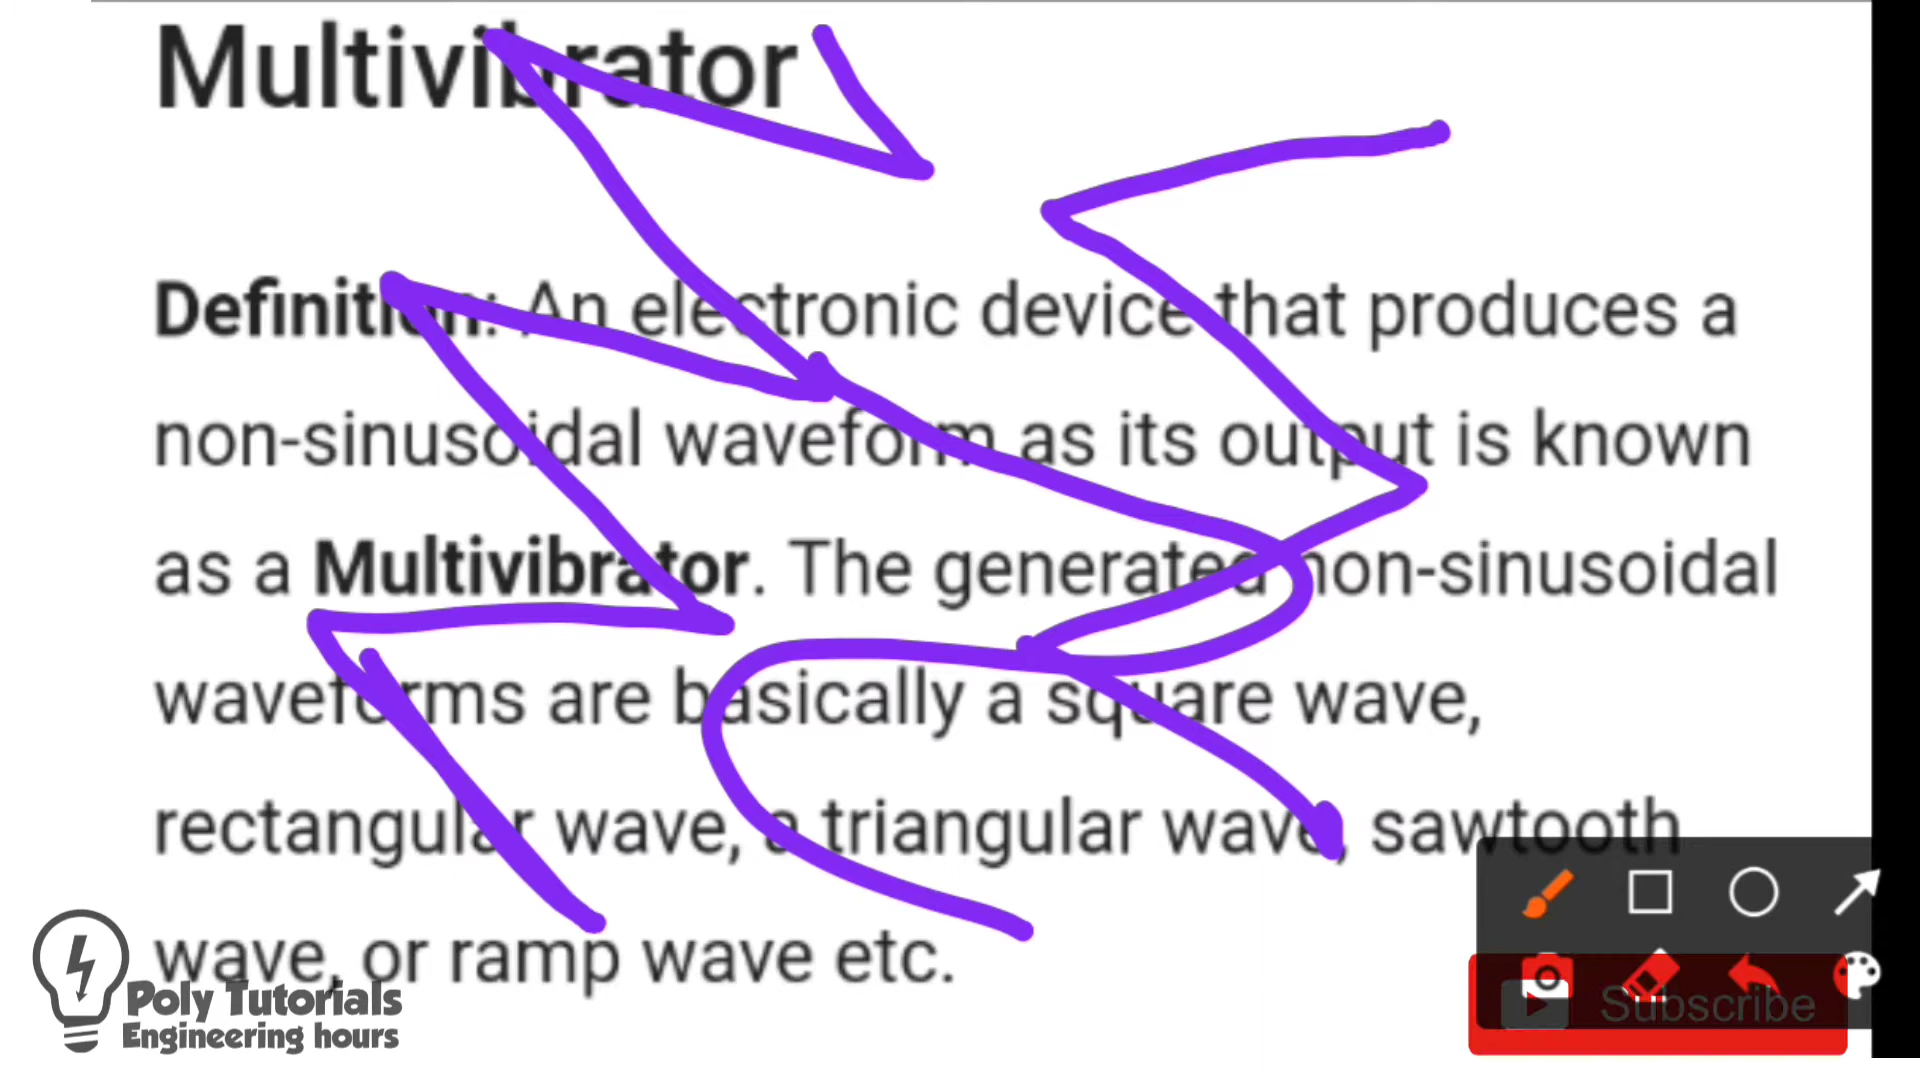 Multivibrator
Definition: An electronic device that produces a
non-sinusoidal waveform as its output is known
as a Multivibrator. The generated non-sinusoidal
waveforms are basically a square wave,
rectangular wave, a triangular wave, sawtooth
wave, or ramp wave etc.
Poly Tutorials
Engineering hours
Subscribe